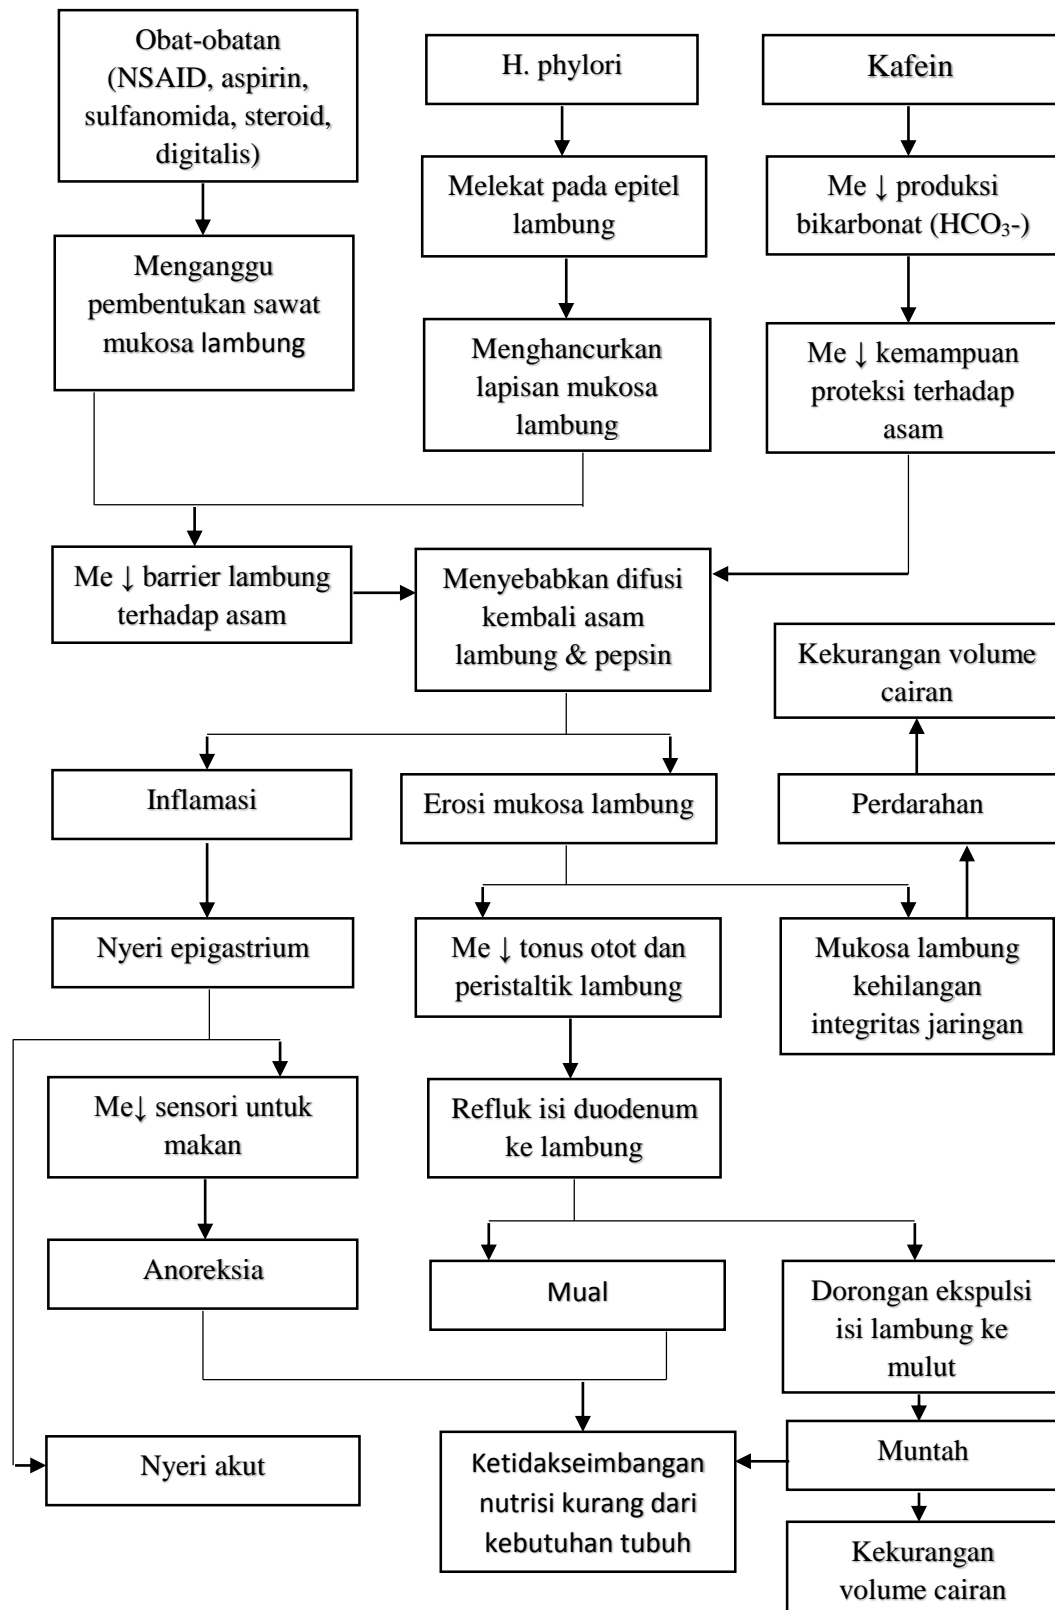 Obat-obatan
(NSAID, aspirin,
sulfanomida, steroid,
digitalis)
H. phylori
Kafein
Melekat pada epitel
lambung
Me ↓ produksi
bikarbonat (HCO₃-)
Menganggu
pembentukan sawat
mukosa lambung
Menghancurkan
lapisan mukosa
lambung
Me ↓ kemampuan
proteksi terhadap
asam
Me ↓ barrier lambung
terhadap asam
Menyebabkan difusi
kembali asam
lambung & pepsin
Kekurangan volume
cairan
Inflamasi
Erosi mukosa lambung
Perdarahan
Nyeri epigastrium
Me ↓ tonus otot dan
peristaltik lambung
Mukosa lambung
kehilangan
integritas jaringan
Me↓ sensori untuk
makan
Refluk isi duodenum
ke lambung
Anoreksia
Mual
Dorongan ekspulsi
isi lambung ke
mulut
Nyeri akut
Ketidakseimbangan
nutrisi kurang dari
kebutuhan tubuh
Muntah
Kekurangan
volume cairan